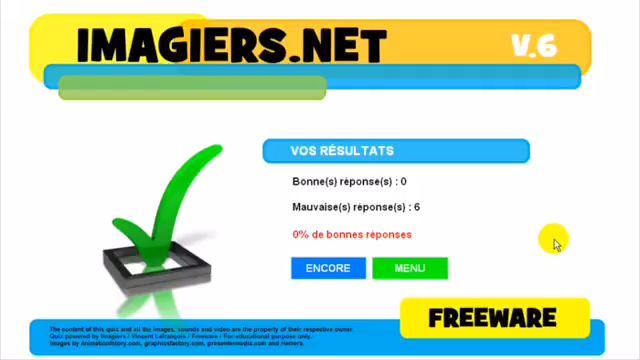 IMAGIERS.NET
V.6
VOS RÉSULTATS
Bonne(s) réponse(s) : 0
Mauvaise(s) réponse(s) : 6
0% de bonnes réponses
ENCORE
MENU
FREEWARE
The content of this quiz and all the images, sounds and video are the property of their respective owner.
Quiz powered by Imagiers / Vincent Lefrançois / Freeware / For educational purpose only.
Images by Animationfstory.com, graphicsfactory.com, presentermedia.com and Homera.